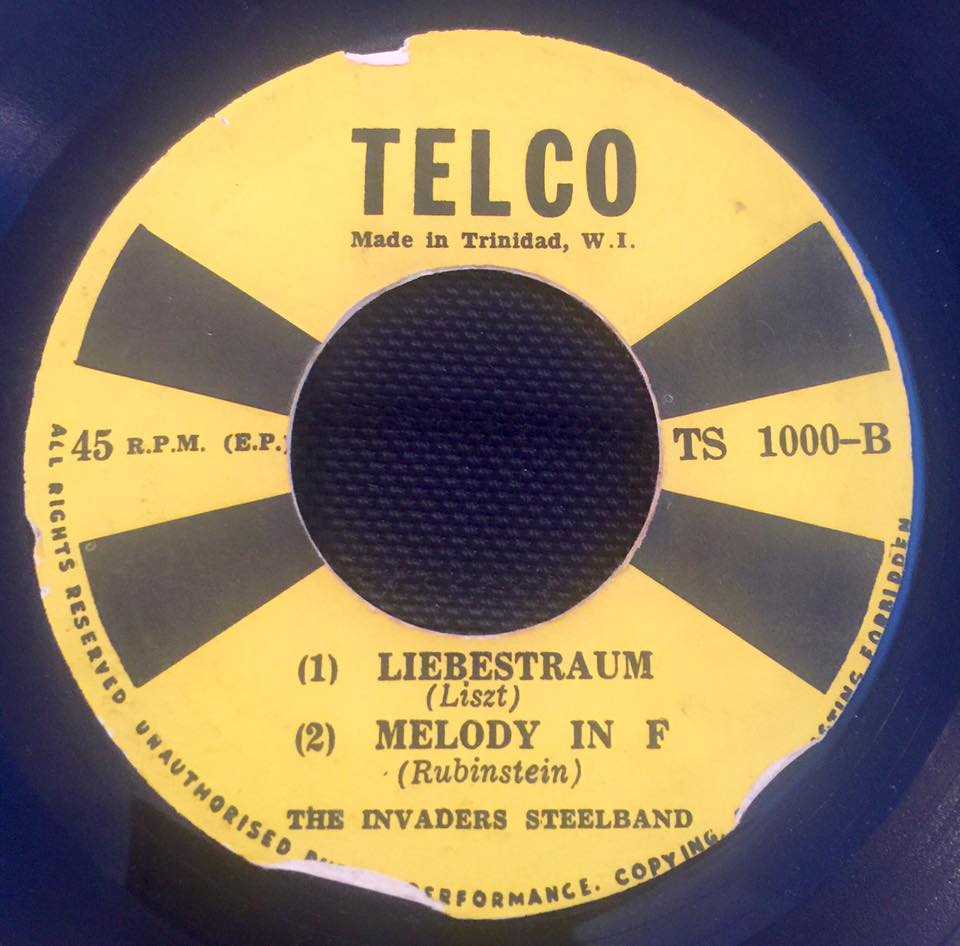 TELCO
Made in Trinidad, W.I.
45 R.P.M. (E.P.)
TS 1000-B
(1) LIEBESTRAUM
(Liszt)
(2) MELODY IN F
(Rubinstein)
THE INVADERS STEELBAND
ALL RIGHTS RESERVED UNAUTHORISED RFORMANCE. COPYING. STING FORBIDDEN